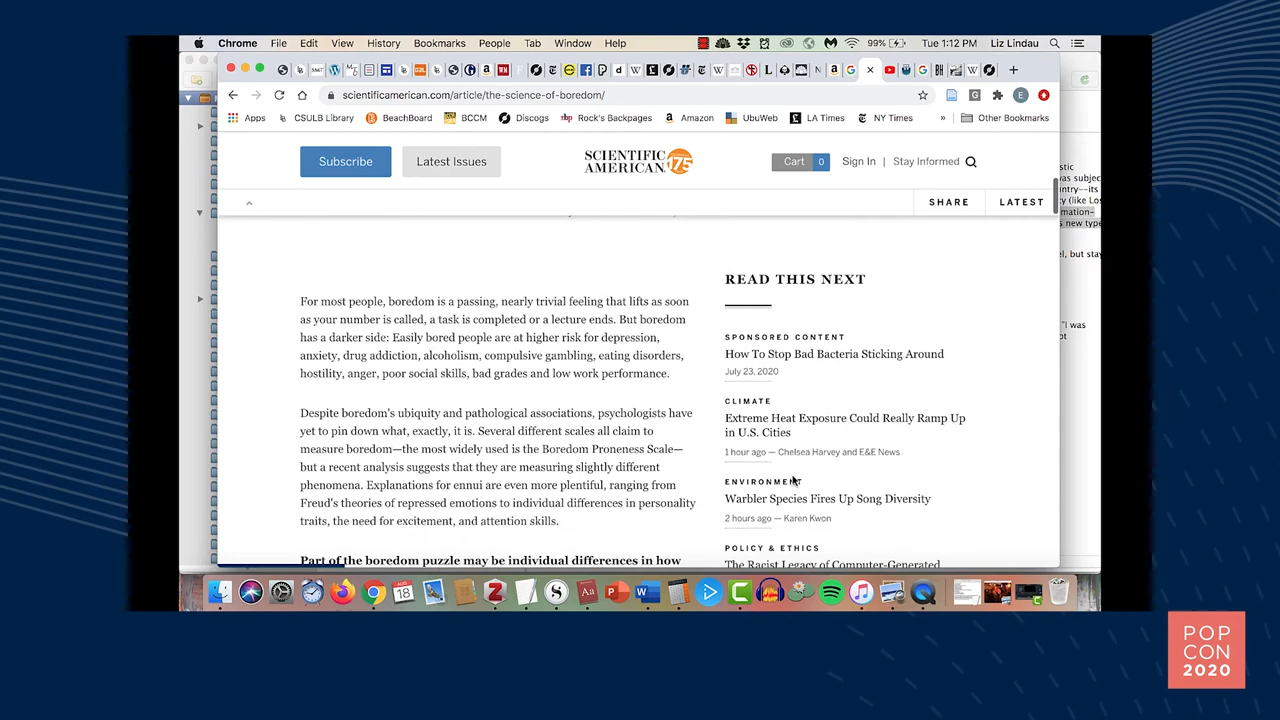 Chrome File Edit View History Bookmarks People Tab Window Help 99% Tue 1:12 PM Liz Lindau
scientificamerican.com/article/the-science-of-boredom/
Apps CSULB Library BeachBoard BCCM Discogs Rock's Backpages Amazon UbuWeb LA Times NY Times » Other Bookmarks
Subscribe
Latest Issues
SCIENTIFIC
AMERICAN 175
Cart 0
Sign In | Stay Informed
SHARE LATEST
For most people, boredom is a passing, nearly trivial feeling that lifts as soon
as your number is called, a task is completed or a lecture ends. But boredom
has a darker side: Easily bored people are at higher risk for depression,
anxiety, drug addiction, alcoholism, compulsive gambling, eating disorders,
hostility, anger, poor social skills, bad grades and low work performance.
Despite boredom's ubiquity and pathological associations, psychologists have
yet to pin down what, exactly, it is. Several different scales all claim to
measure boredom—the most widely used is the Boredom Proneness Scale—
but a recent analysis suggests that they are measuring slightly different
phenomena. Explanations for ennui are even more plentiful, ranging from
Freud's theories of repressed emotions to individual differences in personality
traits, the need for excitement, and attention skills.
Part of the boredom puzzle may be individual differences in how
READ THIS NEXT
SPONSORED CONTENT
How To Stop Bad Bacteria Sticking Around
July 23, 2020
CLIMATE
Extreme Heat Exposure Could Really Ramp Up
in U.S. Cities
1 hour ago — Chelsea Harvey and E&E News
ENVIRONMENT
Warbler Species Fires Up Song Diversity
2 hours ago — Karen Kwon
POLICY & ETHICS
The Racist Legacy of Computer-Generated
POP
CON
2020